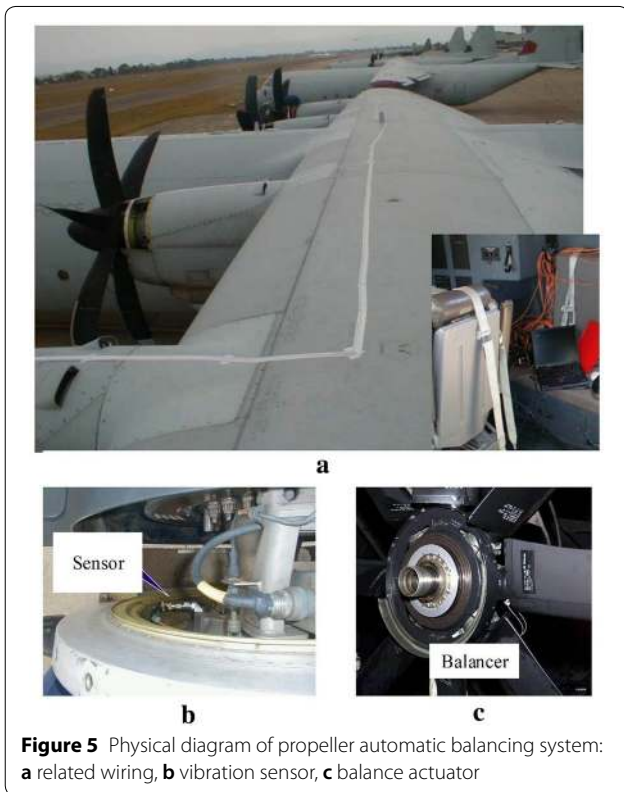 a
Sensor
b
Balancer
c
Figure 5 Physical diagram of propeller automatic balancing system:
a related wiring, b vibration sensor, c balance actuator